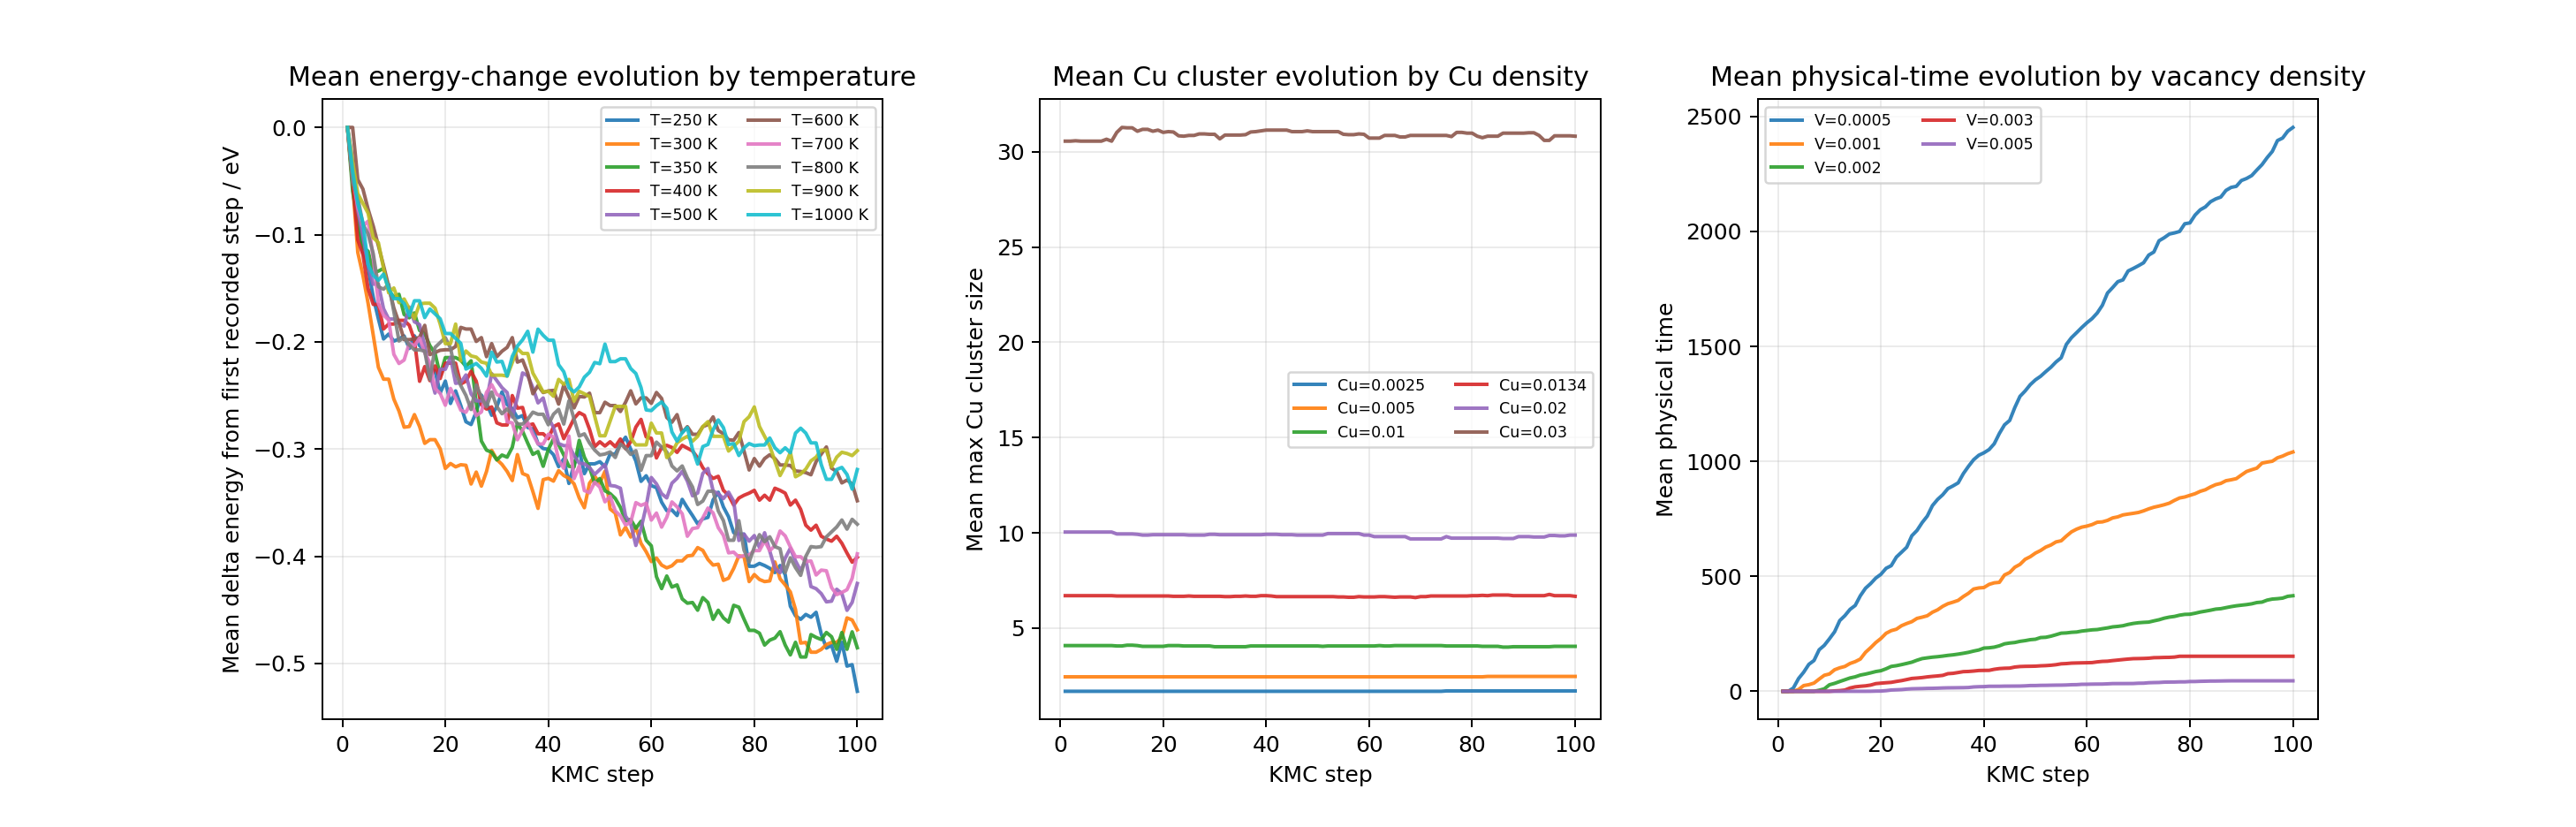 Mean energy-change evolution by temperature
Mean delta energy from first recorded step / eV
0.0
−0.1
−0.2
−0.3
−0.4
−0.5
T=250 K
T=300 K
T=350 K
T=400 K
T=500 K
T=600 K
T=700 K
T=800 K
T=900 K
T=1000 K
0 20 40 60 80 100
KMC step
Mean Cu cluster evolution by Cu density
Mean max Cu cluster size
30
25
20
15
10
5
Cu=0.0025
Cu=0.005
Cu=0.01
Cu=0.0134
Cu=0.02
Cu=0.03
0 20 40 60 80 100
KMC step
Mean physical-time evolution by vacancy density
Mean physical time
2500
2000
1500
1000
500
0
V=0.0005
V=0.001
V=0.002
V=0.003
V=0.005
0 20 40 60 80 100
KMC step